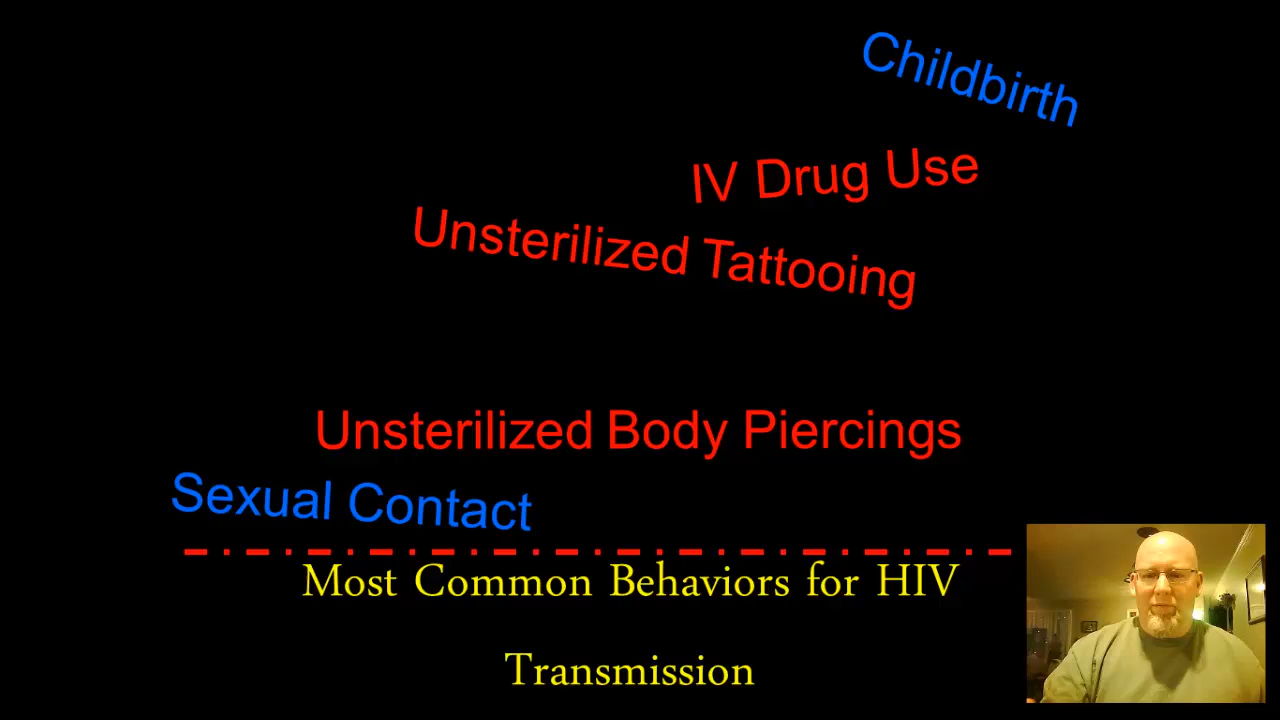 Childbirth
IV Drug Use
Unsterilized Tattooing
Unsterilized Body Piercings
Sexual Contact
Most Common Behaviors for HIV
Transmission